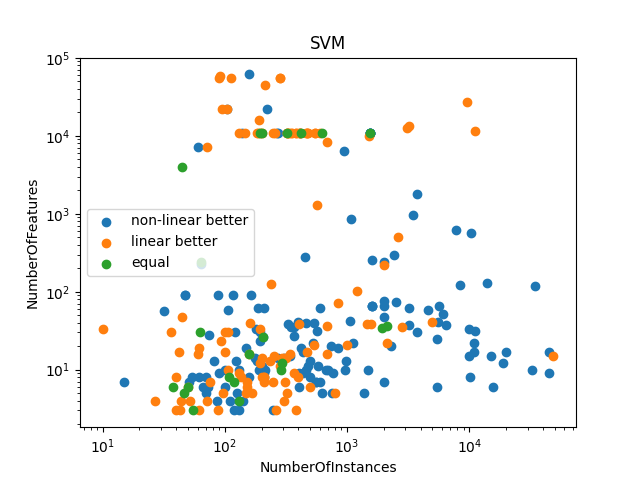 SVM
10^5
10^4
10^3
10^2
10^1
NumberOfFeatures
non-linear better
linear better
equal
10^1
10^2
10^3
10^4
NumberOfInstances